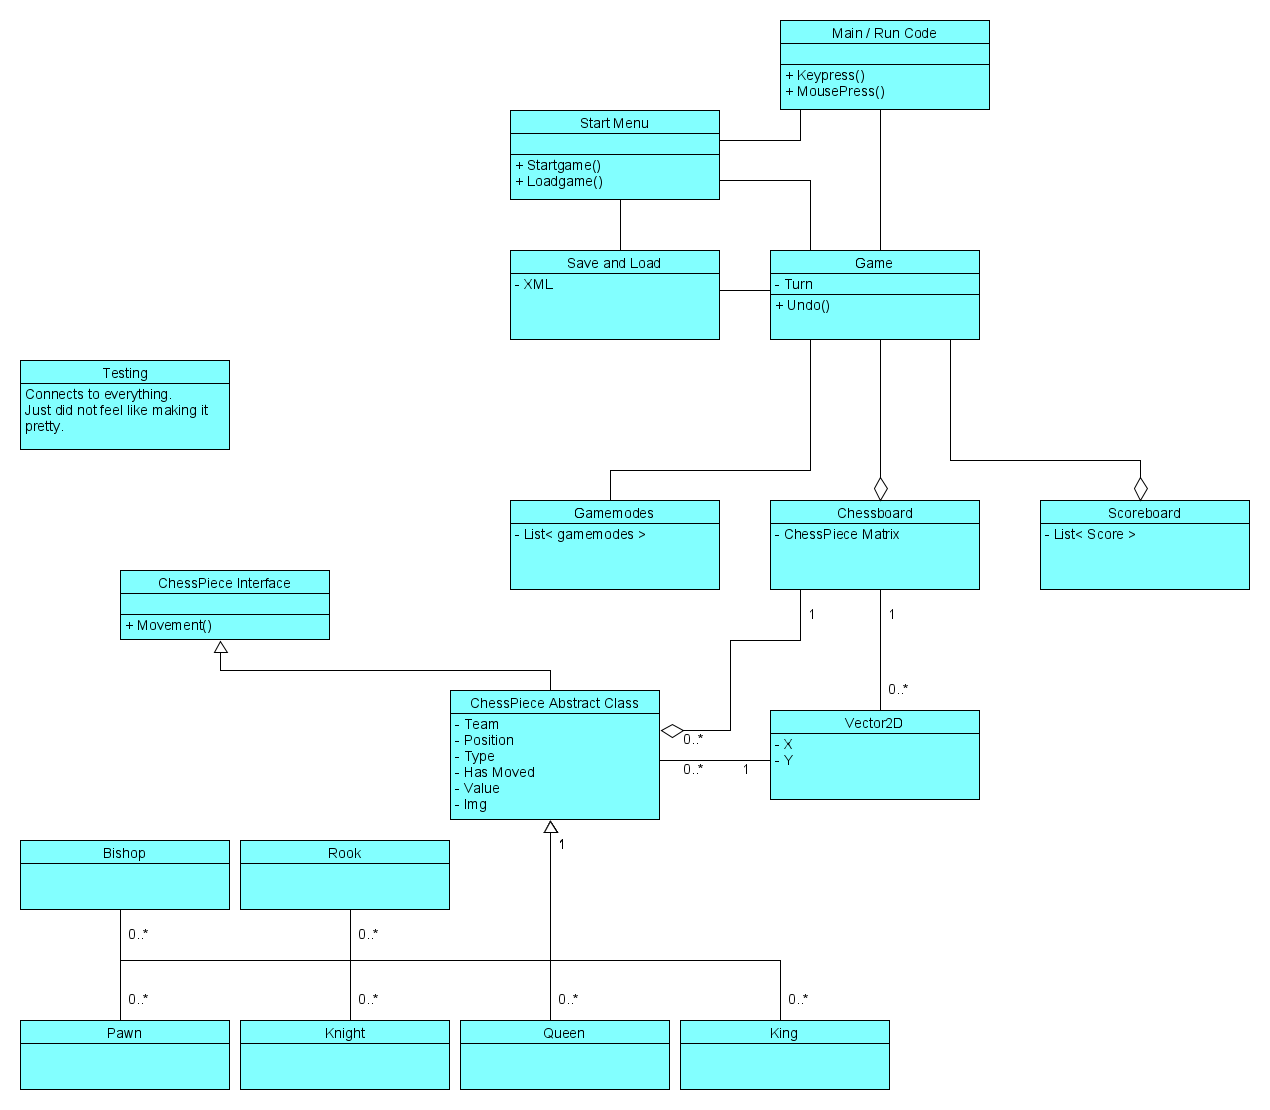 Main / Run Code
+ Keypress()
+ MousePress()
Start Menu
+ Startgame()
+ Loadgame()
Save and Load
- XML
Game
- Turn
+ Undo()
Testing
Connects to everything.
Just did not feel like making it
pretty.
Gamemodes
- List< gamemodes >
Chessboard
- ChessPiece Matrix
Scoreboard
- List< Score >
ChessPiece Interface
+ Movement()
1
1
0..*
ChessPiece Abstract Class
- Team
- Position
- Type
- Has Moved
- Value
- Img
0..*
0..*
1
Vector2D
- X
- Y
1
Bishop
Rook
0..*
0..*
0..*
0..*
0..*
0..*
Pawn
Knight
Queen
King